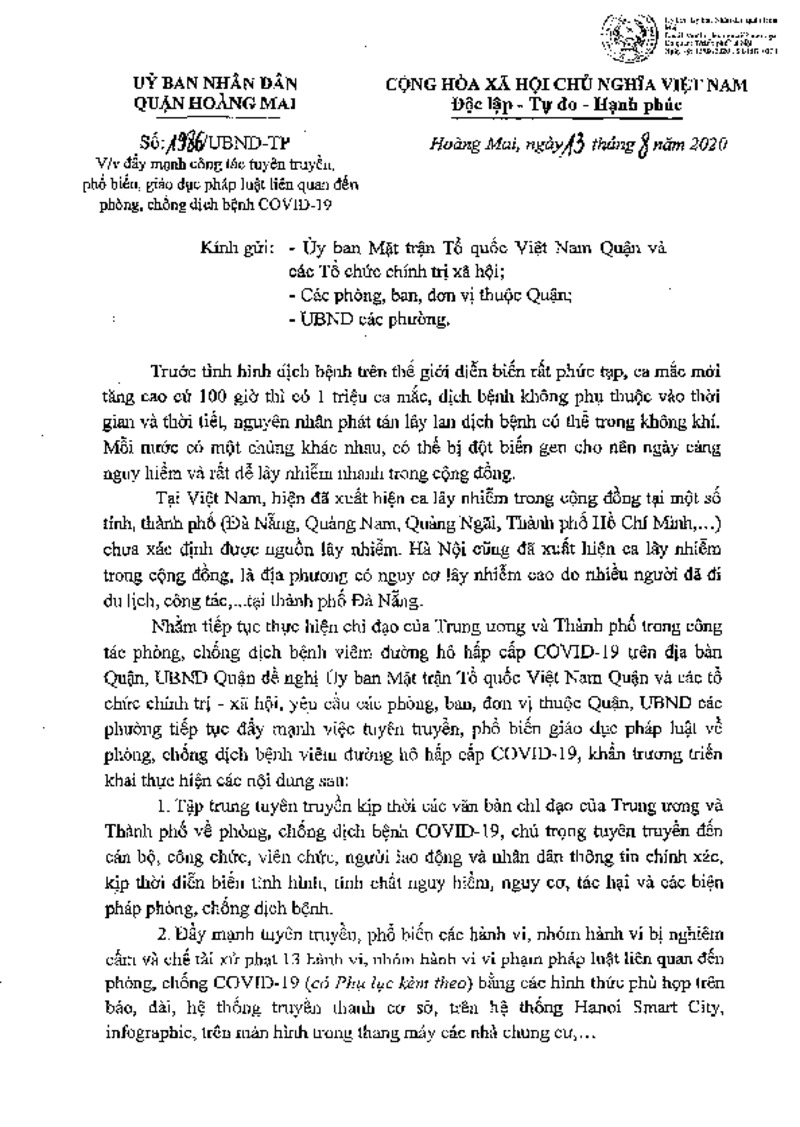 UỶ BAN NHÂN DÂN
QUẬN HOÀNG MAI
CỘNG HÒA XÃ HỘI CHỦ NGHĨA VIỆT NAM
Độc lập - Tự do - Hạnh phúc
Số: 1986/UBND-TP
V/v đẩy mạnh công tác tuyên truyền,
phổ biến, giáo dục pháp luật liên quan đến
phòng, chống dịch bệnh COVID-19
Hoàng Mai, ngày 13 tháng 8 năm 2020
Kính gửi: - Ủy ban Mặt trận Tổ quốc Việt Nam Quận và
các Tổ chức chính trị xã hội;
- Các phòng, ban, đơn vị thuộc Quận;
- UBND các phường.
Trước tình hình dịch bệnh trên thế giới diễn biến rất phức tạp, ca mắc mới
tăng cao cứ 100 giờ thì có 1 triệu ca mắc, dịch bệnh không phụ thuộc vào thời
gian và thời tiết, nguyên nhân phát tán lây lan dịch bệnh có thể trong không khí.
Mỗi nước có một chủng khác nhau, có thể bị đột biến gen cho nên ngày càng
nguy hiểm và rất dễ lây nhiễm nhanh trong cộng đồng.
Tại Việt Nam, hiện đã xuất hiện ca lây nhiễm trong cộng đồng tại một số
tỉnh, thành phố (Đà Nẵng, Quảng Nam, Quảng Ngãi, Thành phố Hồ Chí Minh,...)
chưa xác định được nguồn lây nhiễm. Hà Nội cũng đã xuất hiện ca lây nhiễm
trong cộng đồng, là địa phương có nguy cơ lây nhiễm cao do nhiều người đã đi
du lịch, công tác,...tại thành phố Đà Nẵng.
Nhằm tiếp tục thực hiện chỉ đạo của Trung ương và Thành phố trong công
tác phòng, chống dịch bệnh viêm đường hô hấp cấp COVID-19 trên địa bàn
Quận, UBND Quận đề nghị Ủy ban Mặt trận Tổ quốc Việt Nam Quận và các tổ
chức chính trị - xã hội, yêu cầu các phòng, ban, đơn vị thuộc Quận, UBND các
phường tiếp tục đẩy mạnh việc tuyên truyền, phổ biến giáo dục pháp luật về
phòng, chống dịch bệnh viêm đường hô hấp cấp COVID-19, khẩn trương triển
khai thực hiện các nội dung sau:
1. Tập trung tuyên truyền kịp thời các văn bản chỉ đạo của Trung ương và
Thành phố về phòng, chống dịch bệnh COVID-19, chú trọng tuyên truyền đến
cán bộ, công chức, viên chức, người lao động và nhân dân thông tin chính xác,
kịp thời diễn biến tình hình, tính chất nguy hiểm, nguy cơ, tác hại và các biện
pháp phòng, chống dịch bệnh.
2. Đẩy mạnh tuyên truyền, phổ biến các hành vi, nhóm hành vi bị nghiêm
cấm và chế tài xử phạt 13 hành vi, nhóm hành vi vi phạm pháp luật liên quan đến
phòng, chống COVID-19 (có Phụ lục kèm theo) bằng các hình thức phù hợp trên
báo, đài, hệ thống truyền thanh cơ sở, trên hệ thống Hanoi Smart City,
infographic, trên màn hình trong thang máy các nhà chung cư,...